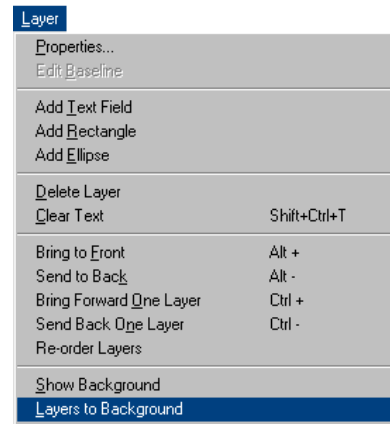 Layer
Properties...
Edit Baseline
Add Text Field
Add Rectangle
Add Ellipse
Delete Layer
Clear Text Shift+Ctrl+T
Bring to Front Alt +
Send to Back Alt -
Bring Forward One Layer Ctrl +
Send Back One Layer Ctrl -
Re-order Layers
Show Background
Layers to Background